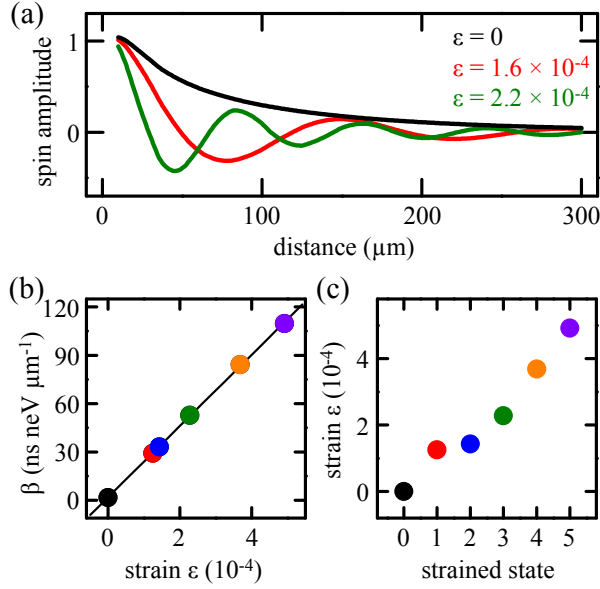 (a)
ε = 0
ε = 1.6 × 10⁻⁴
ε = 2.2 × 10⁻⁴
spin amplitude
1
0
0
100
200
300
distance (µm)
(b)
β (ns neV µm⁻¹)
120
90
60
30
0
0
2
4
strain ε (10⁻⁴)
(c)
strain ε (10⁻⁴)
4
2
0
0 1 2 3 4 5
strained state